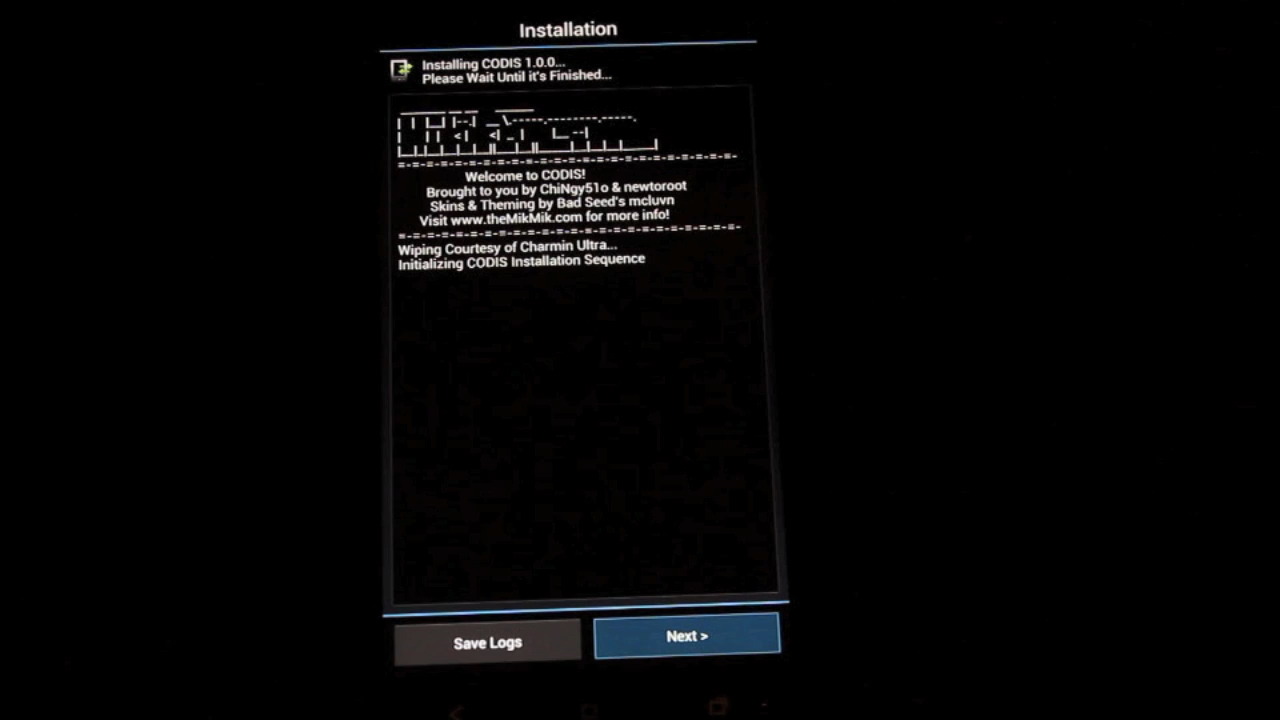 Installation
Installing CODIS 1.0.0...
Please Wait Until it's Finished...
=-=-=-=-=-=-=-=-=-=-=-=-=-=-=-=-=-=-=-=-=-=-=-
Welcome to CODIS!
Brought to you by ChiNgy51o & newtoroot
Skins & Theming by Bad Seed's mcluvn
Visit www.theMikMik.com for more info!
=-=-=-=-=-=-=-=-=-=-=-=-=-=-=-=-=-=-=-=-=-=-=-
Wiping Courtesy of Charmin Ultra...
Initializing CODIS Installation Sequence
Save Logs
Next >